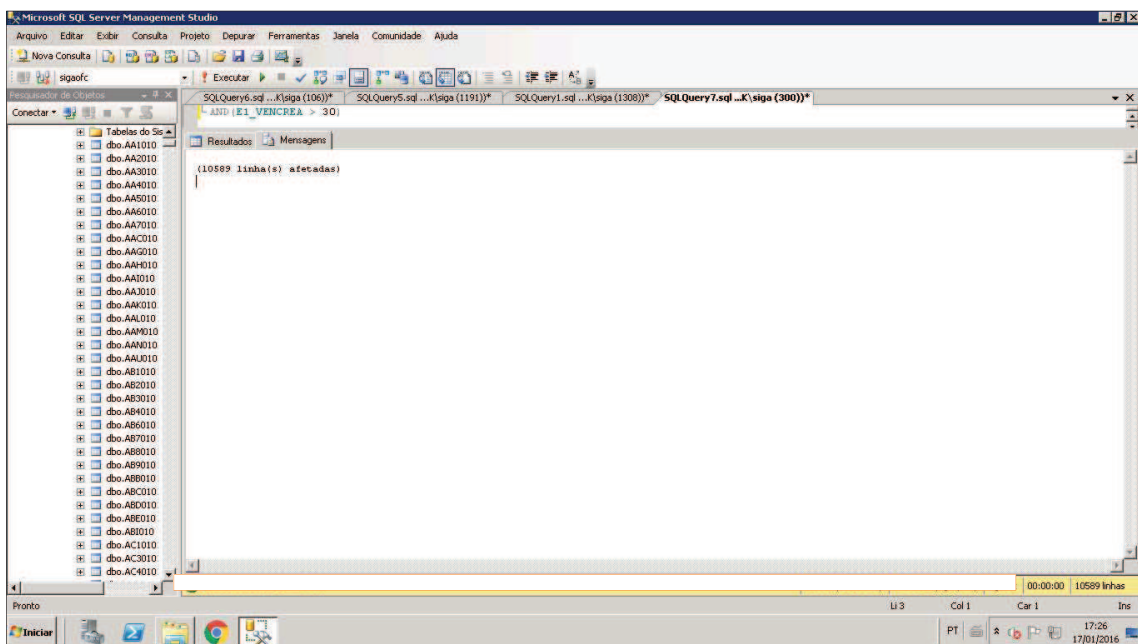 Microsoft SQL Server Management Studio
Arquivo Editar Exibir Consulta Projeto Depurar Ferramentas Janela Comunidade Ajuda
Nova Consulta
sigaofc Executar
Pesquisador de Objetos
SQLQuery6.sql ...K\siga (106))* SQLQuery5.sql ...K\siga (1191))* SQLQuery1.sql ...K\siga (1308))* SQLQuery7.sql ...K\siga (300))*
Conectar
AND(E1_VENCREA > 30)
Resultados Mensagens
(10589 linha(s) afetadas)
Tabelas do Sis
dbo.AA1010
dbo.AA2010
dbo.AA3010
dbo.AA4010
dbo.AA5010
dbo.AA6010
dbo.AA7010
dbo.AAC010
dbo.AAG010
dbo.AAH010
dbo.AAI010
dbo.AAJ010
dbo.AAK010
dbo.AAL010
dbo.AAM010
dbo.AAN010
dbo.AAU010
dbo.AB1010
dbo.AB2010
dbo.AB3010
dbo.AB4010
dbo.AB6010
dbo.AB7010
dbo.AB8010
dbo.AB9010
dbo.ABB010
dbo.ABC010
dbo.ABD010
dbo.ABE010
dbo.ABI010
dbo.AC1010
dbo.AC3010
dbo.AC4010
00:00:00 10589 linhas
Pronto Li 3 Col 1 Car 1 Ins
Iniciar PT 17:26
17/01/2016